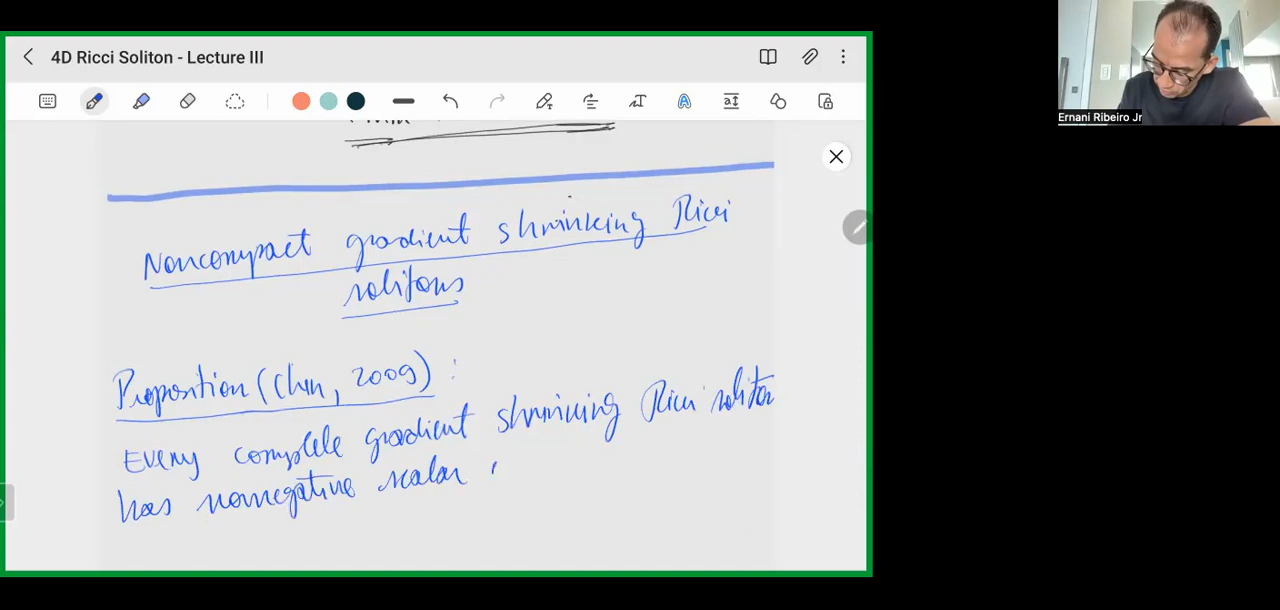 4D Ricci Soliton - Lecture III
Ernani Ribeiro Jr
Noncompact gradient shrinking Ricci
solitons
Proposition (Chen, 2009):
Every complete gradient shrinking Ricci soliton
has nonnegative scalar